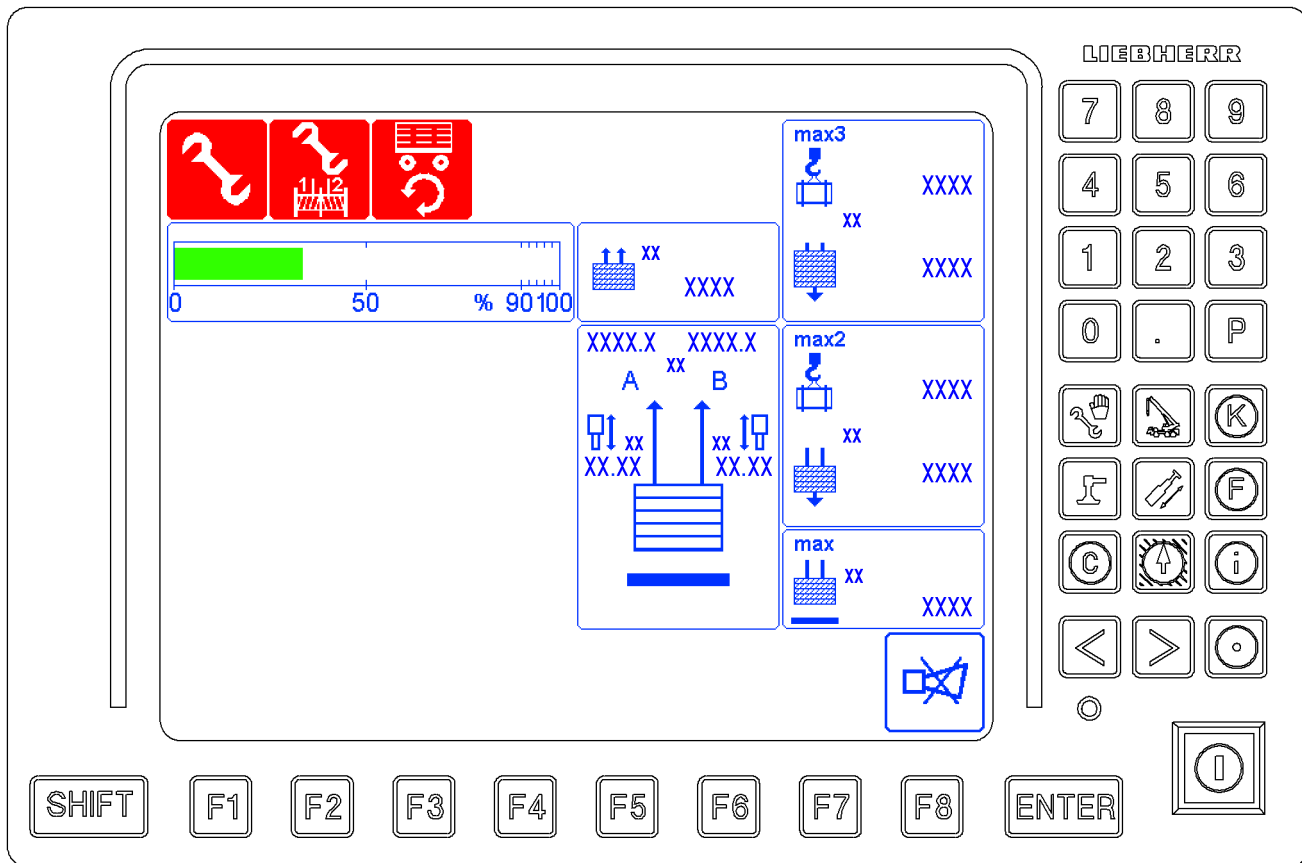 LIEBHERR
7 8 9
4 5 6
1 2 3
0 . P
K
F
C i
< >
1 2
0 50 % 90 100
xx
XXXX
XXXX.X XXXX.X
xx
A B
xx xx
XX.XX XX.XX
max3
XXXX
xx
XXXX
max2
XXXX
xx
XXXX
max
xx
XXXX
SHIFT F1 F2 F3 F4 F5 F6 F7 F8 ENTER